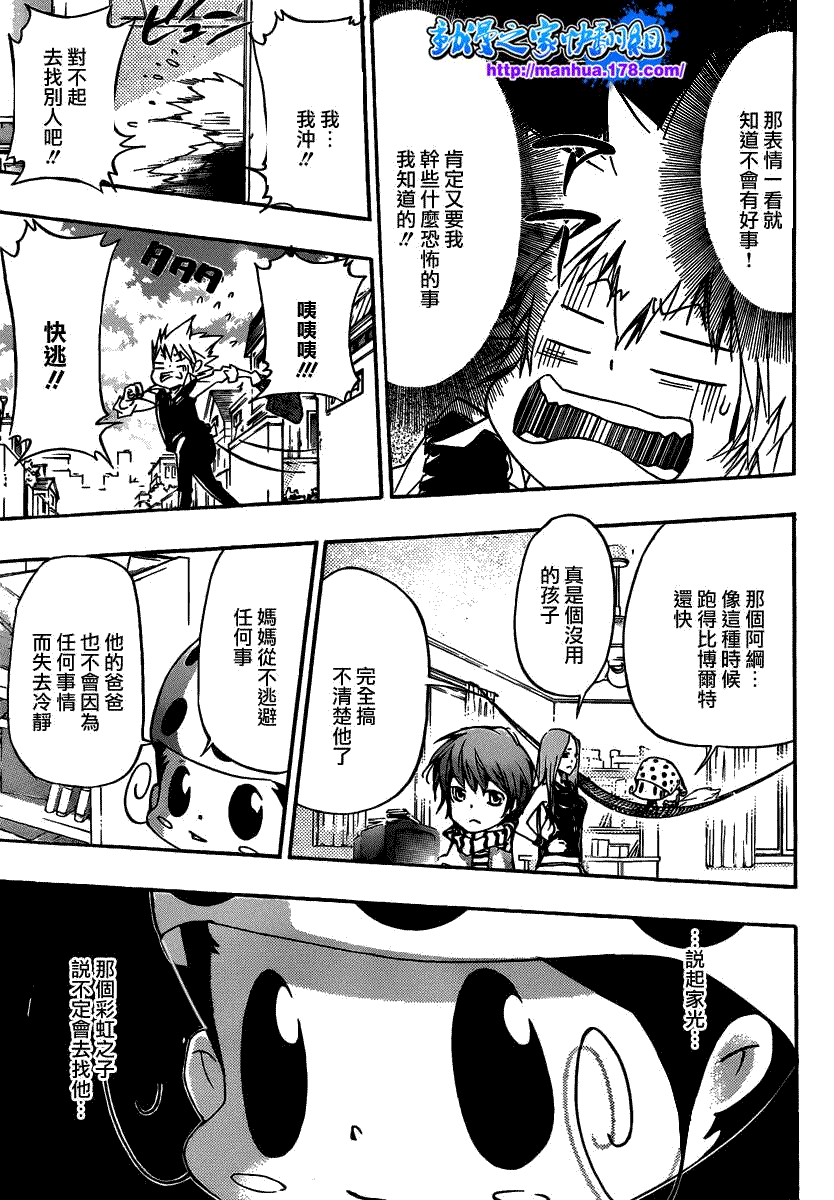 動漫之家快翻組
http://manhua.178.com/
那表情一看就
知道不會有好事！
肯定又要我
幹些什麼恐怖的事
我知道的!!
我…
我沖!!
對不起
去找別人吧!!
ビュン
咦咦咦!!!
快逃!!
那個阿綱
像這種時候
跑得比博爾特
還快
真是個沒用
的孩子
完全搞
不清楚他了
媽媽從不逃避
任何事
他的爸爸
也不會因為
任何事情
而失去冷靜
…說起家光…
那個彩虹之子
說不定會去找他…